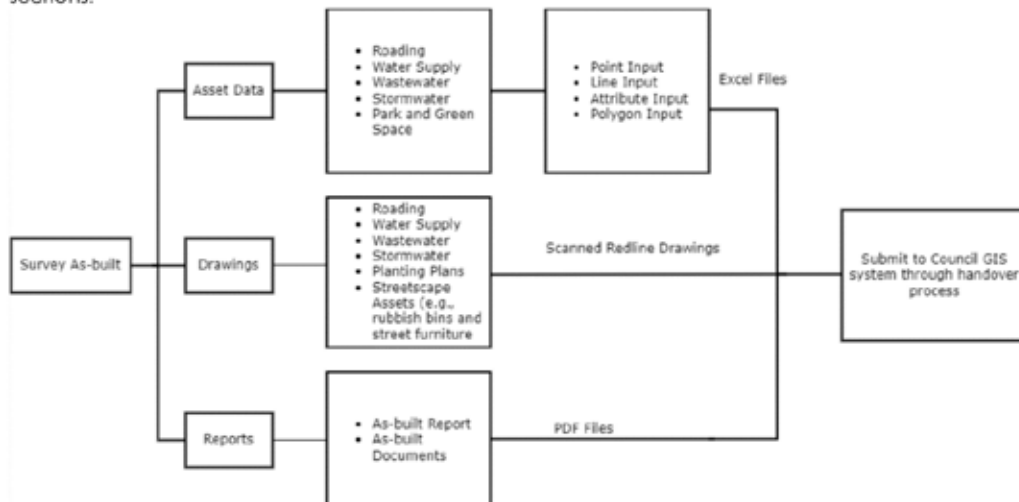 sections.
Survey As-built
Asset Data
• Roading
• Water Supply
• Wastewater
• Stormwater
• Park and Green
Space
• Point Input
• Line Input
• Attribute Input
• Polygon Input
Excel Files
Drawings
• Roading
• Water Supply
• Wastewater
• Stormwater
• Planting Plans
• Streetscape
Assets (e.g.,
rubbish bins and
street furniture
Scanned Redline Drawings
Reports
• As-built Report
• As-built
Documents
PDF Files
Submit to Council GIS
system through handover
process